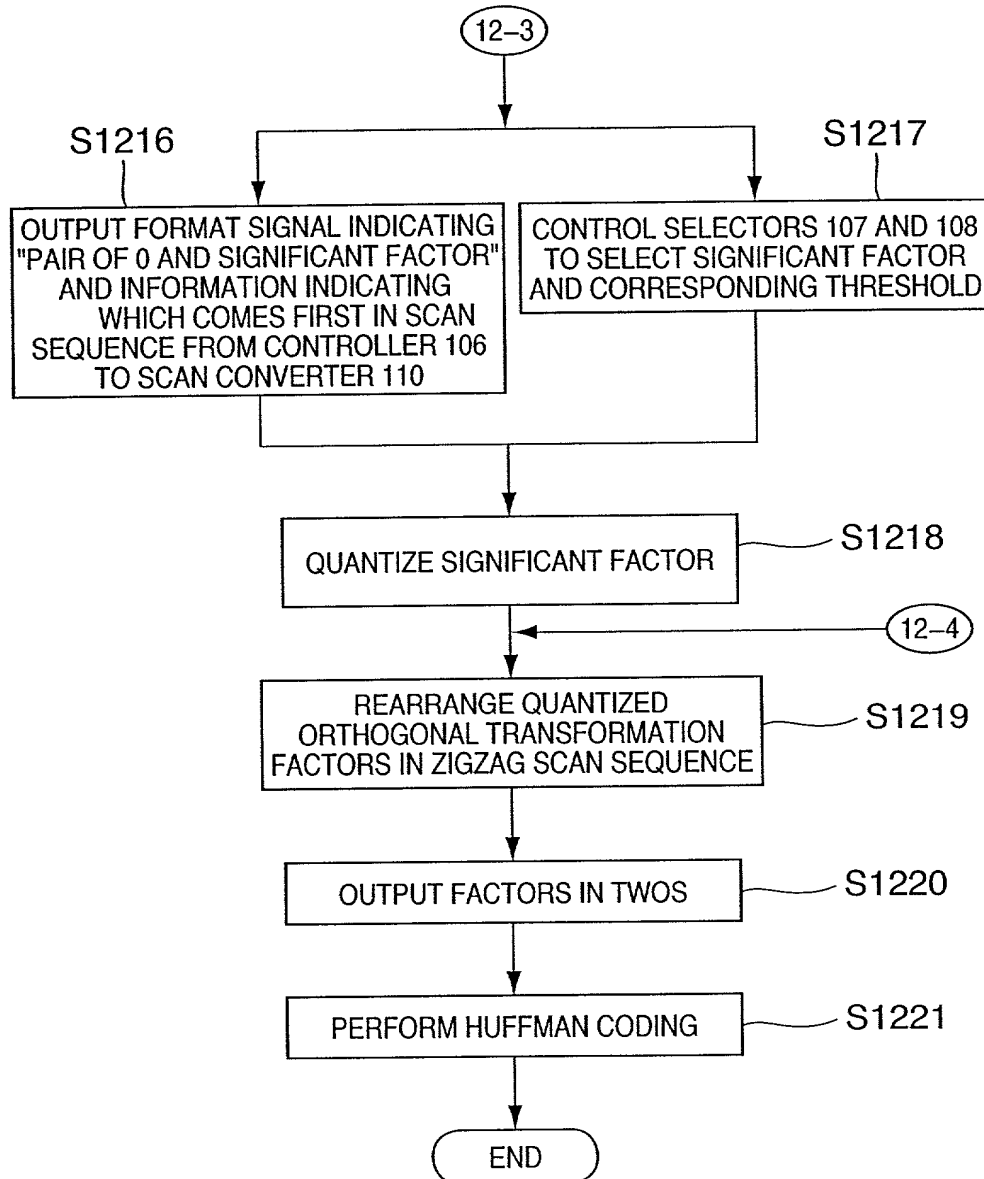 12-3
S1216
S1217
OUTPUT FORMAT SIGNAL INDICATING
"PAIR OF 0 AND SIGNIFICANT FACTOR"
AND INFORMATION INDICATING
WHICH COMES FIRST IN SCAN
SEQUENCE FROM CONTROLLER 106
TO SCAN CONVERTER 110
CONTROL SELECTORS 107 AND 108
TO SELECT SIGNIFICANT FACTOR
AND CORRESPONDING THRESHOLD
QUANTIZE SIGNIFICANT FACTOR
S1218
12-4
REARRANGE QUANTIZED
ORTHOGONAL TRANSFORMATION
FACTORS IN ZIGZAG SCAN SEQUENCE
S1219
OUTPUT FACTORS IN TWOS
S1220
PERFORM HUFFMAN CODING
S1221
END